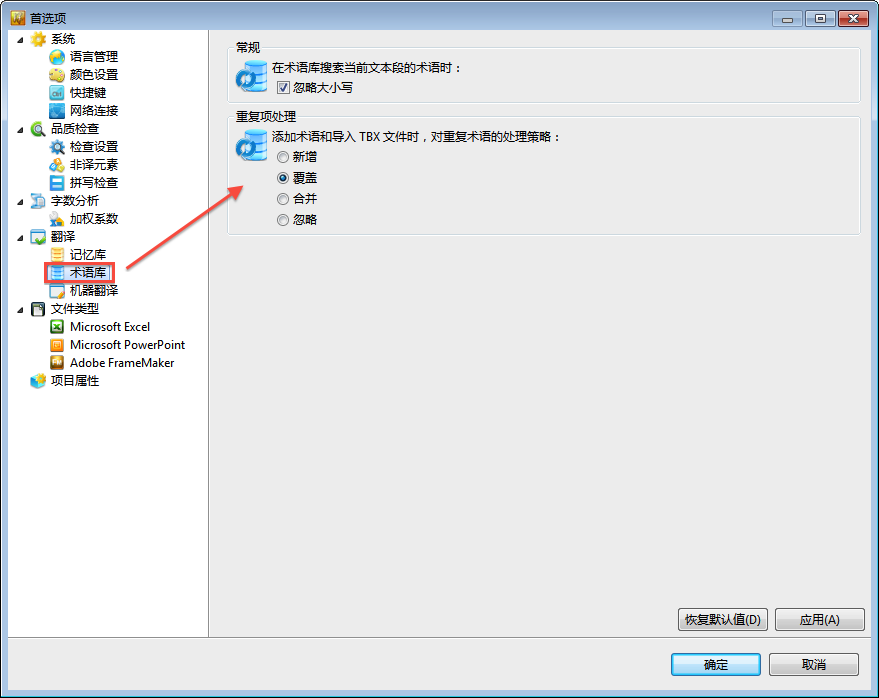 首选项
系统
语言管理
颜色设置
快捷键
网络连接
品质检查
检查设置
非译元素
拼写检查
字数分析
加权系数
翻译
记忆库
术语库
机器翻译
文件类型
Microsoft Excel
Microsoft PowerPoint
Adobe FrameMaker
项目属性
常规
在术语库搜索当前文本段的术语时：
忽略大小写
重复项处理
添加术语和导入 TBX 文件时，对重复术语的处理策略：
新增
覆盖
合并
忽略
恢复默认值(D)
应用(A)
确定
取消